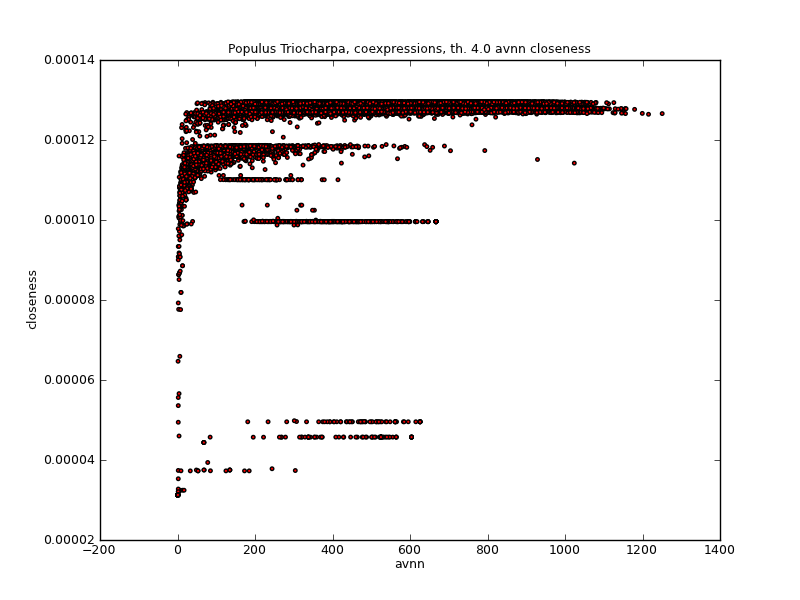 Populus Triocharpa, coexpressions, th. 4.0 avnn closeness
0.00014
0.00012
0.00010
0.00008
0.00006
0.00004
0.00002
closeness
−200 0 200 400 600 800 1000 1200 1400
avnn